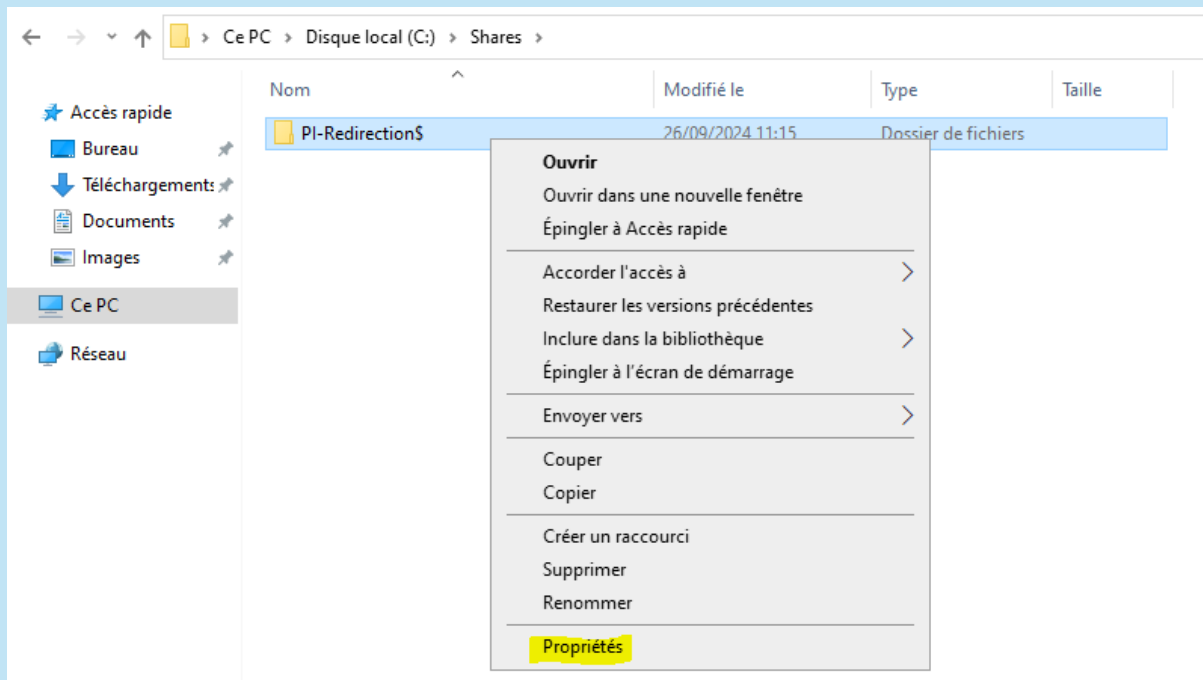 Ce PC > Disque local (C:) > Shares >
Nom Modifié le Type Taille
Accès rapide
Bureau
Téléchargements
Documents
Images
Ce PC
Réseau
PI-Redirection$ 26/09/2024 11:15 Dossier de fichiers
Ouvrir
Ouvrir dans une nouvelle fenêtre
Épingler à Accès rapide
Accorder l'accès à
Restaurer les versions précédentes
Inclure dans la bibliothèque
Épingler à l'écran de démarrage
Envoyer vers
Couper
Copier
Créer un raccourci
Supprimer
Renommer
Propriétés